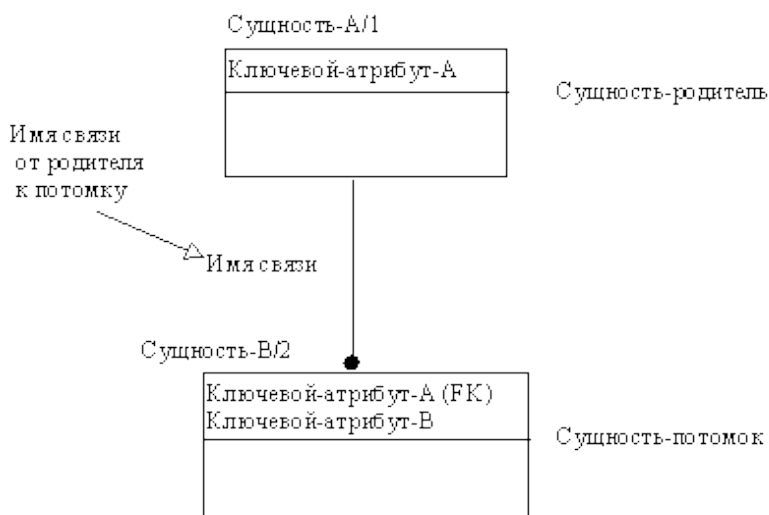 Сущность-А/1
Ключевой-атрибут-А
Сущность-родитель
Имя связи
от родителя
к потомку
Имя связи
Сущность-В/2
Ключевой-атрибут-А (FK)
Ключевой-атрибут-В
Сущность-потомок